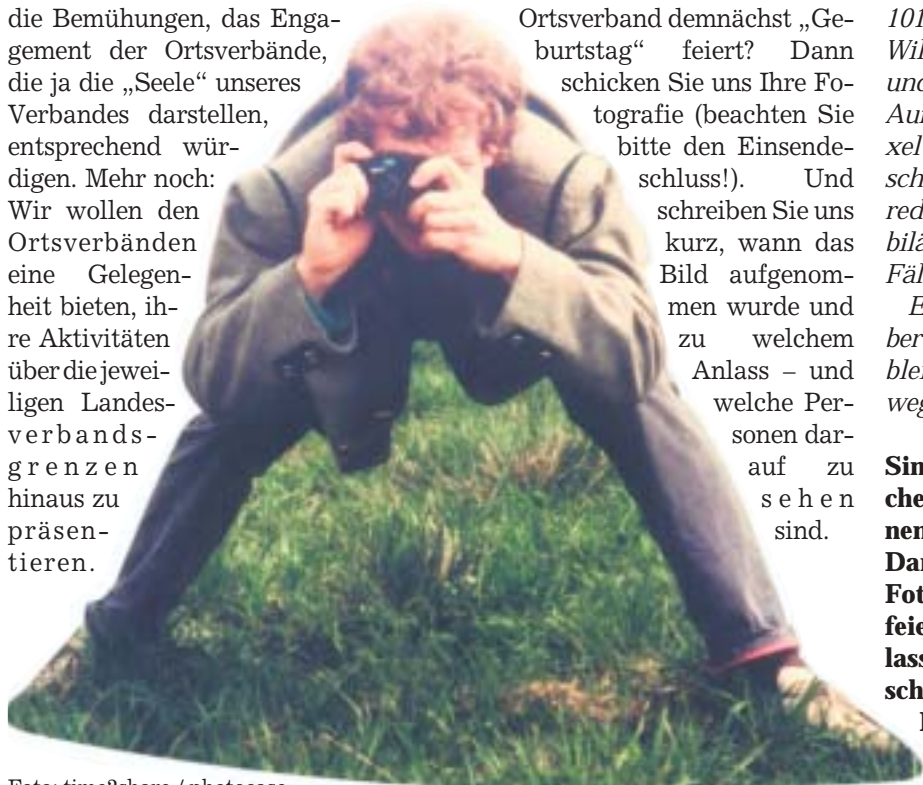 die Bemühungen, das Enga-
gement der Ortsverbände,
die ja die „Seele“ unseres
Verbandes darstellen,
entsprechend wür-
digen. Mehr noch:
Wir wollen den
Ortsverbänden
eine Gelegen-
heit bieten, ih-
re Aktivitäten
über die jewei-
ligen Landes-
verbands-
grenzen
hinaus zu
präsen-
tieren.
Ortsverband demnächst „Ge-
burtstag“ feiert? Dann
schicken Sie uns Ihre Fo-
tografie (beachten Sie
bitte den Einsende-
schluss!). Und
schreiben Sie uns
kurz, wann das
Bild aufgenom-
men wurde und
zu welchem
Anlass – und
welche Per-
sonen dar-
auf zu
sehen
sind.
101
Foto: time2share / photocase